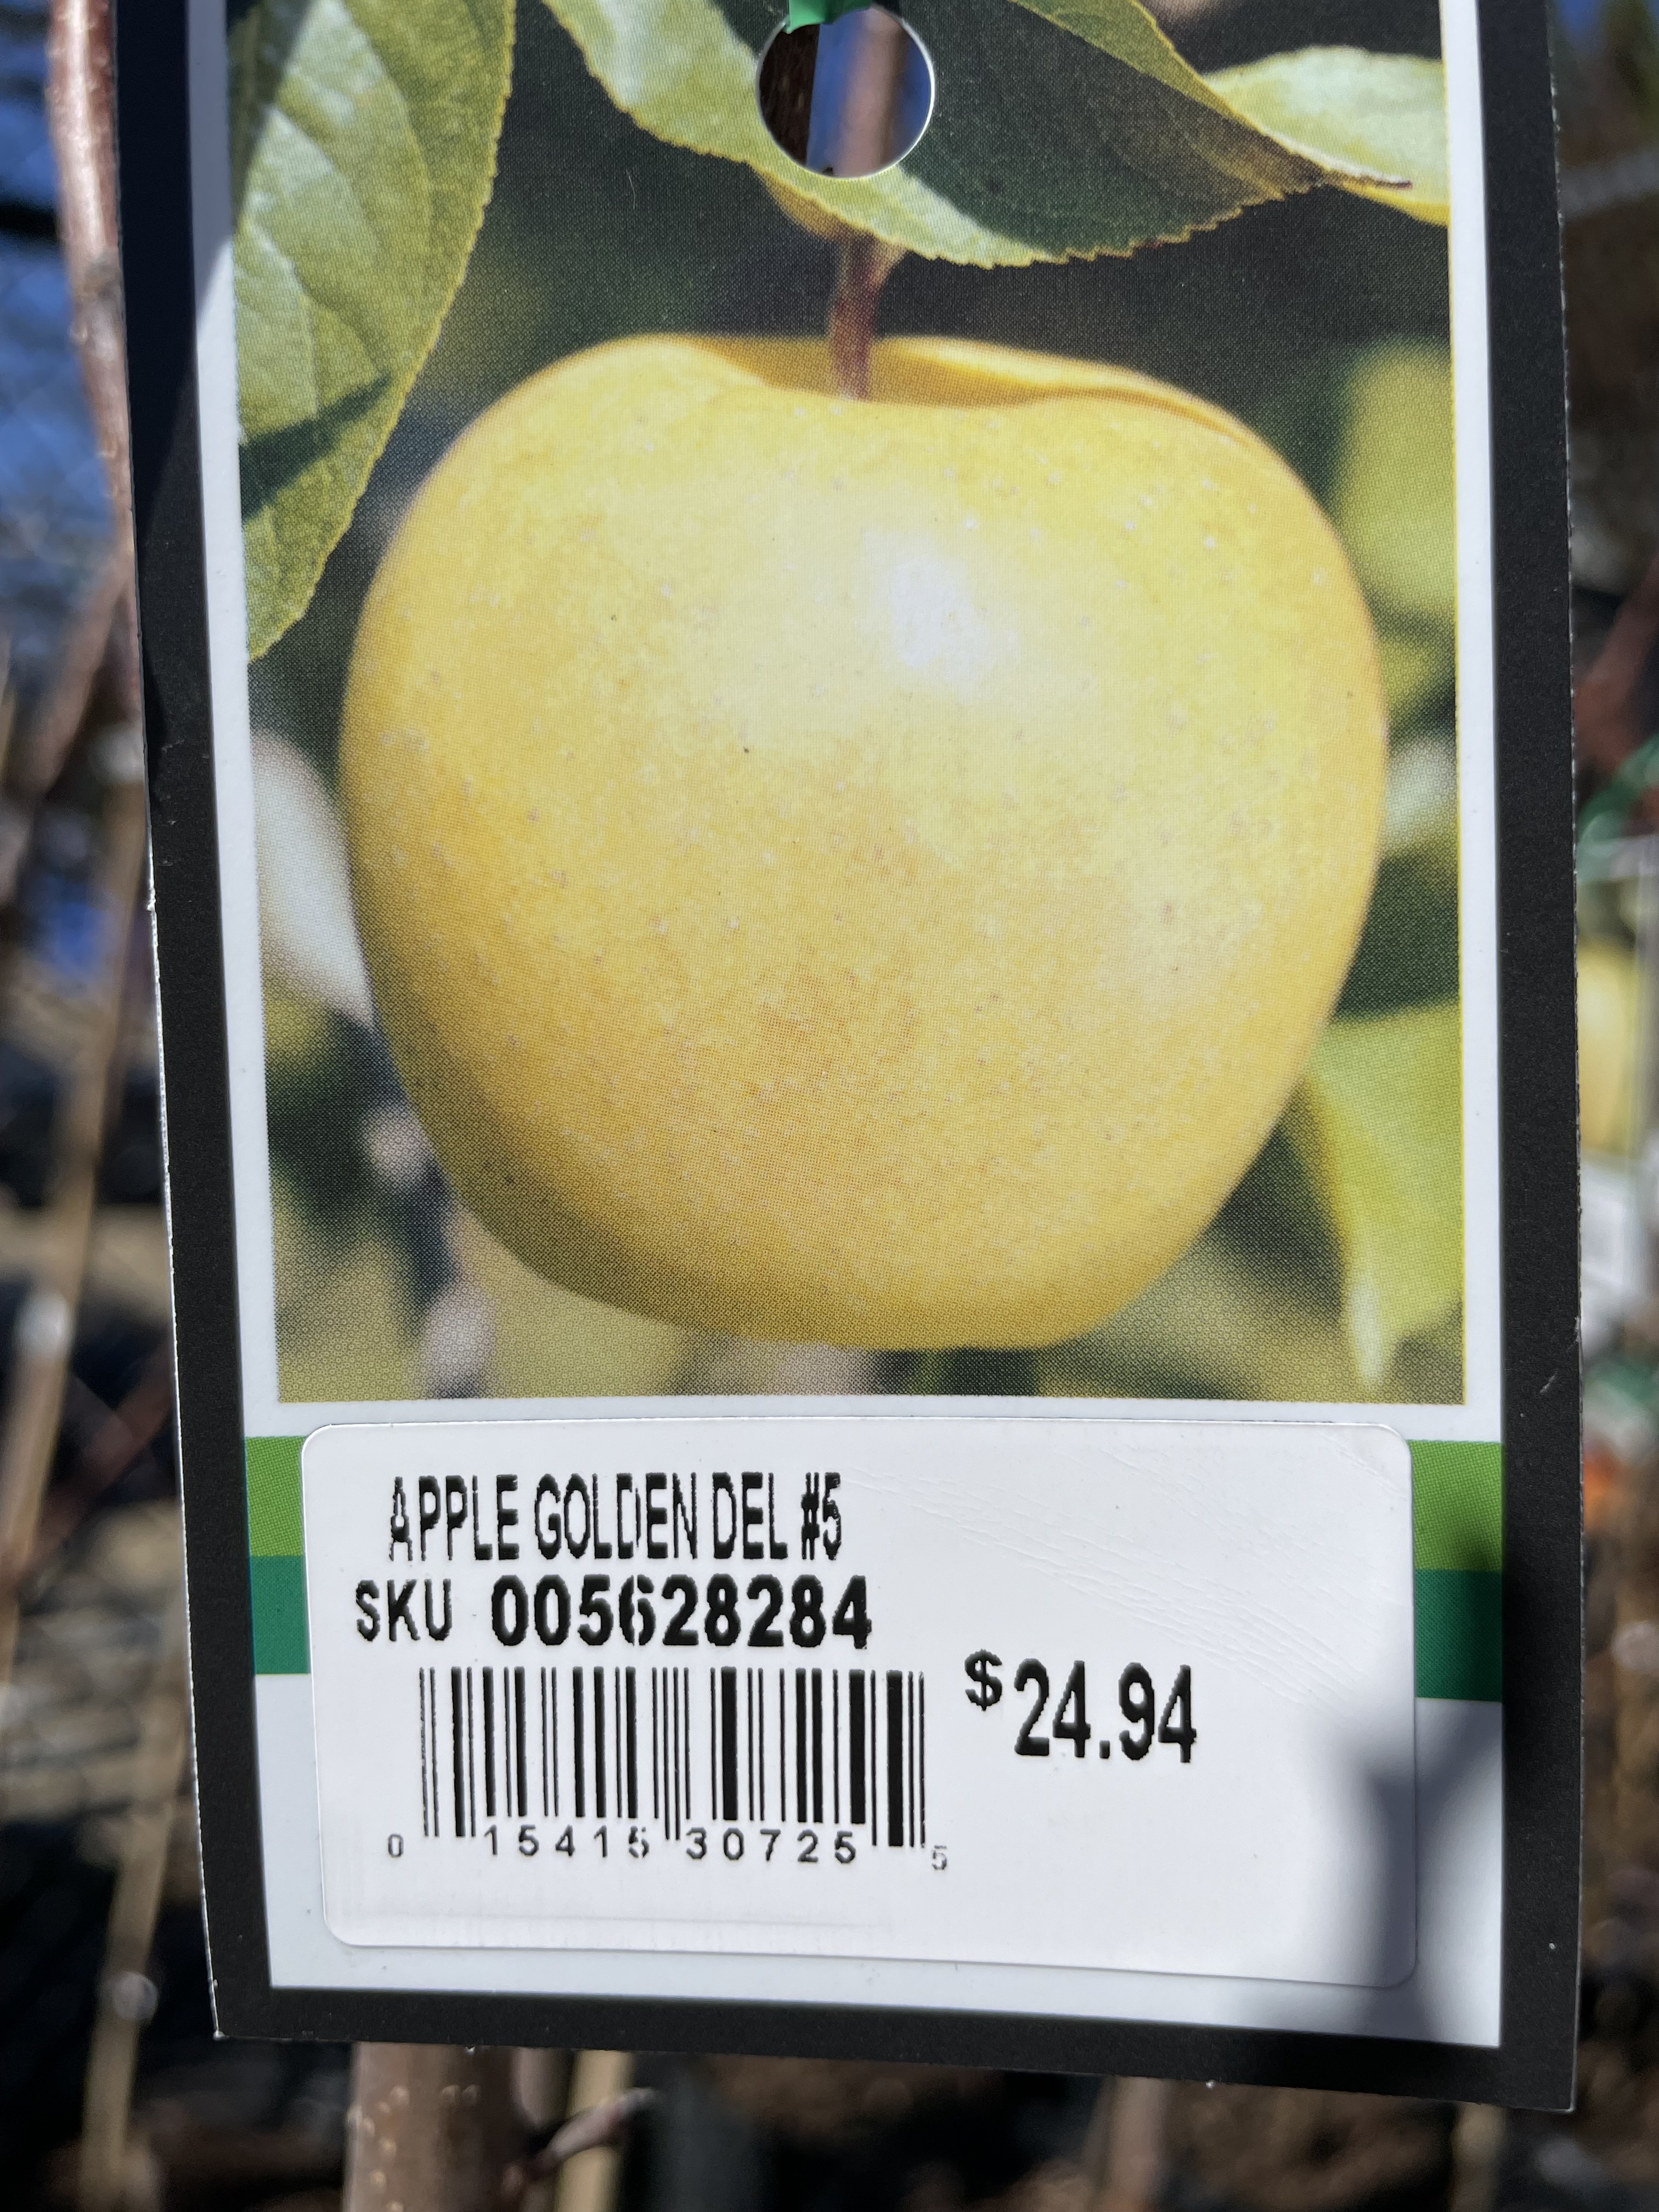 APPLE GOLDEN DEL #5
SKU 005628284
$24.94
0 15415 30725 5